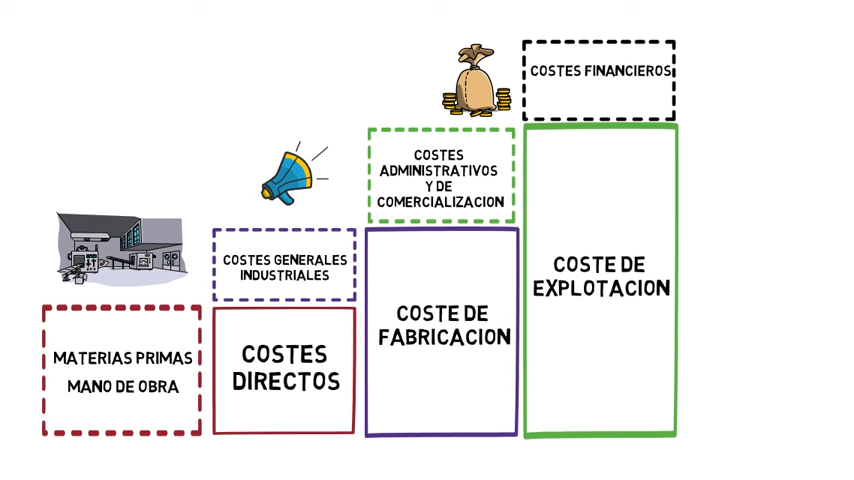 MATERIAS PRIMAS
MANO DE OBRA
COSTES GENERALES
INDUSTRIALES
COSTES
DIRECTOS
COSTES
ADMINISTRATIVOS
Y DE
COMERCIALIZACION
COSTE DE
FABRICACION
COSTES FINANCIEROS
COSTE DE
EXPLOTACION